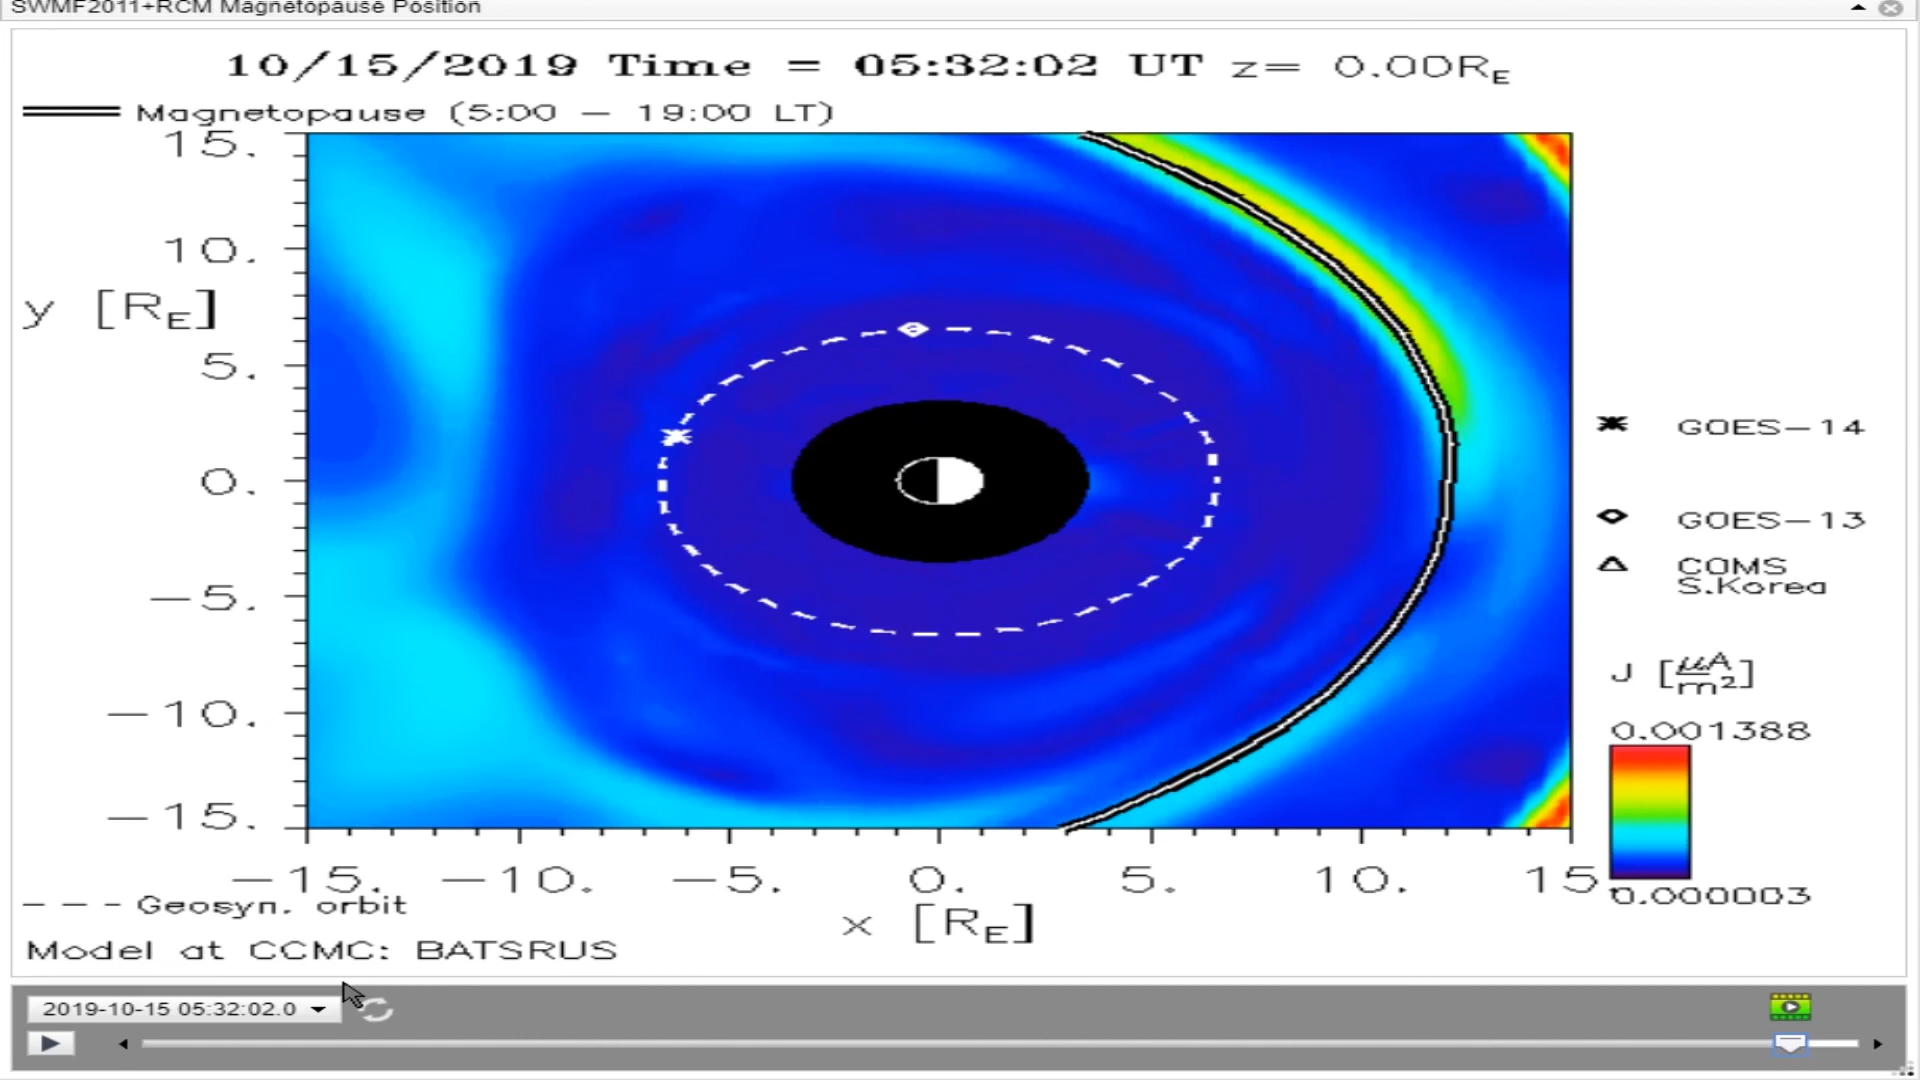 SWMF2011+RCM Magnetopause Position
10/15/2019 Time = 05:32:02 UT z= 0.00R_E
Magnetopause (5:00 – 19:00 LT)
15.
10.
y [R_E]
5.
0.
−5.
−10.
−15.
−15. −10. −5. 0. 5. 10. 15.
x [R_E]
Geosyn. orbit
Model at CCMC: BATSRUS
GOES−14
GOES−13
COMS
S.Korea
J [μA/m²]
0.001388
0.000003
2019-10-15 05:32:02.0